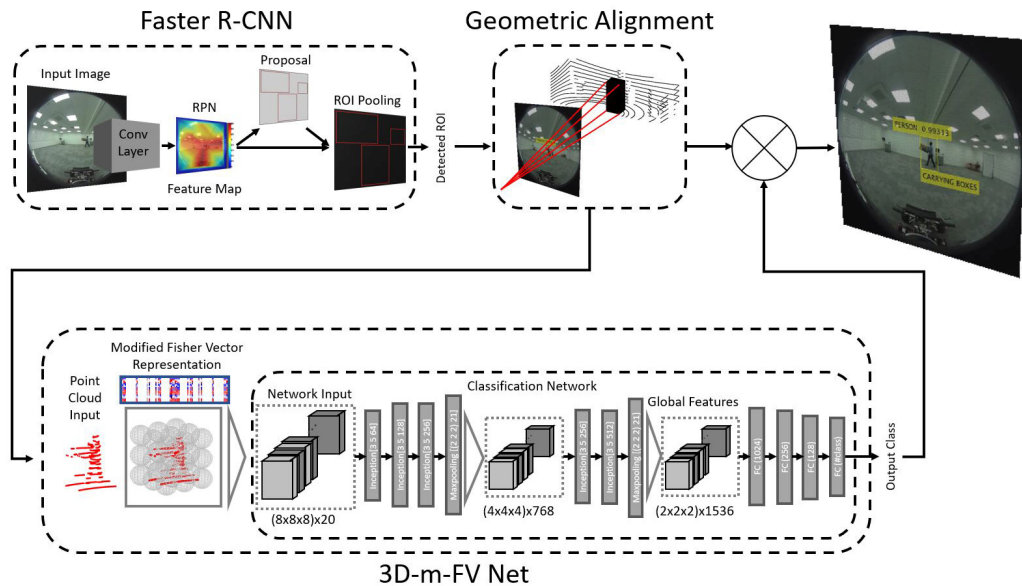 Faster R-CNN
Geometric Alignment
Input Image
Conv
Layer
RPN
Feature Map
Proposal
ROI Pooling
Detected ROI
PERSON 0.99313
CARRYING BOXES
Modified Fisher Vector
Representation
Point
Cloud
Input
Network Input
(8x8x8)x20
Classification Network
Inception[3 5 64]
Inception[3 5 128]
Inception[3 5 256]
Maxpooling [(2 2 2) 21]
(4x4x4)x768
Inception[3 5 256]
Inception[3 5 512]
Maxpooling [(2 2 2) 21]
Global Features
(2x2x2)x1536
FC (1024)
FC (256)
FC (128)
FC (#class)
Output Class
3D-m-FV Net